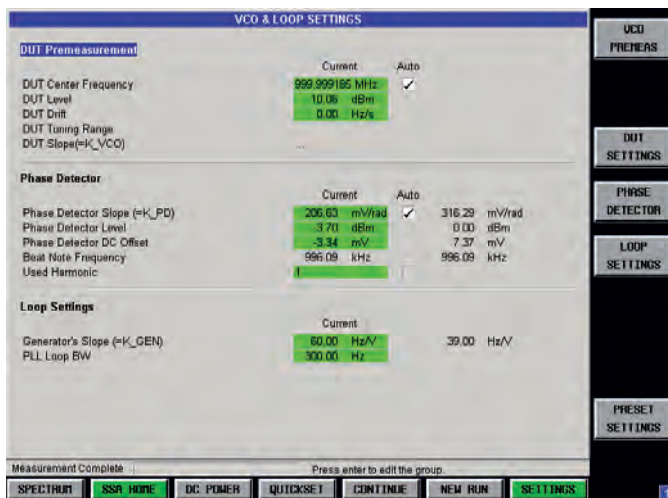 VCO & LOOP SETTINGS
DUT Premeasurement
Current Auto
DUT Center Frequency 999.999185 MHz
DUT Level 10.06 dBm
DUT Drift 0.00 Hz/s
DUT Tuning Range
DUT Slope(=K_VCO) ...
Phase Detector
Current Auto
Phase Detector Slope (=K_PD) 206.63 mV/rad 316.29 mV/rad
Phase Detector Level -3.70 dBm 0.00 dBm
Phase Detector DC Offset -3.34 mV 7.37 mV
Beat Note Frequency 996.09 kHz 996.09 kHz
Used Harmonic 1
Loop Settings
Current
Generator's Slope (=K_GEN) 60.00 Hz/V 39.00 Hz/V
PLL Loop BW 300.00 Hz
Measurement Complete Press enter to edit the group.
SPECTRUM SSA HOME DC POWER QUICKSET CONTINUE NEW RUN SETTINGS
VCO
PREMEAS
DUT
SETTINGS
PHASE
DETECTOR
LOOP
SETTINGS
PRESET
SETTINGS